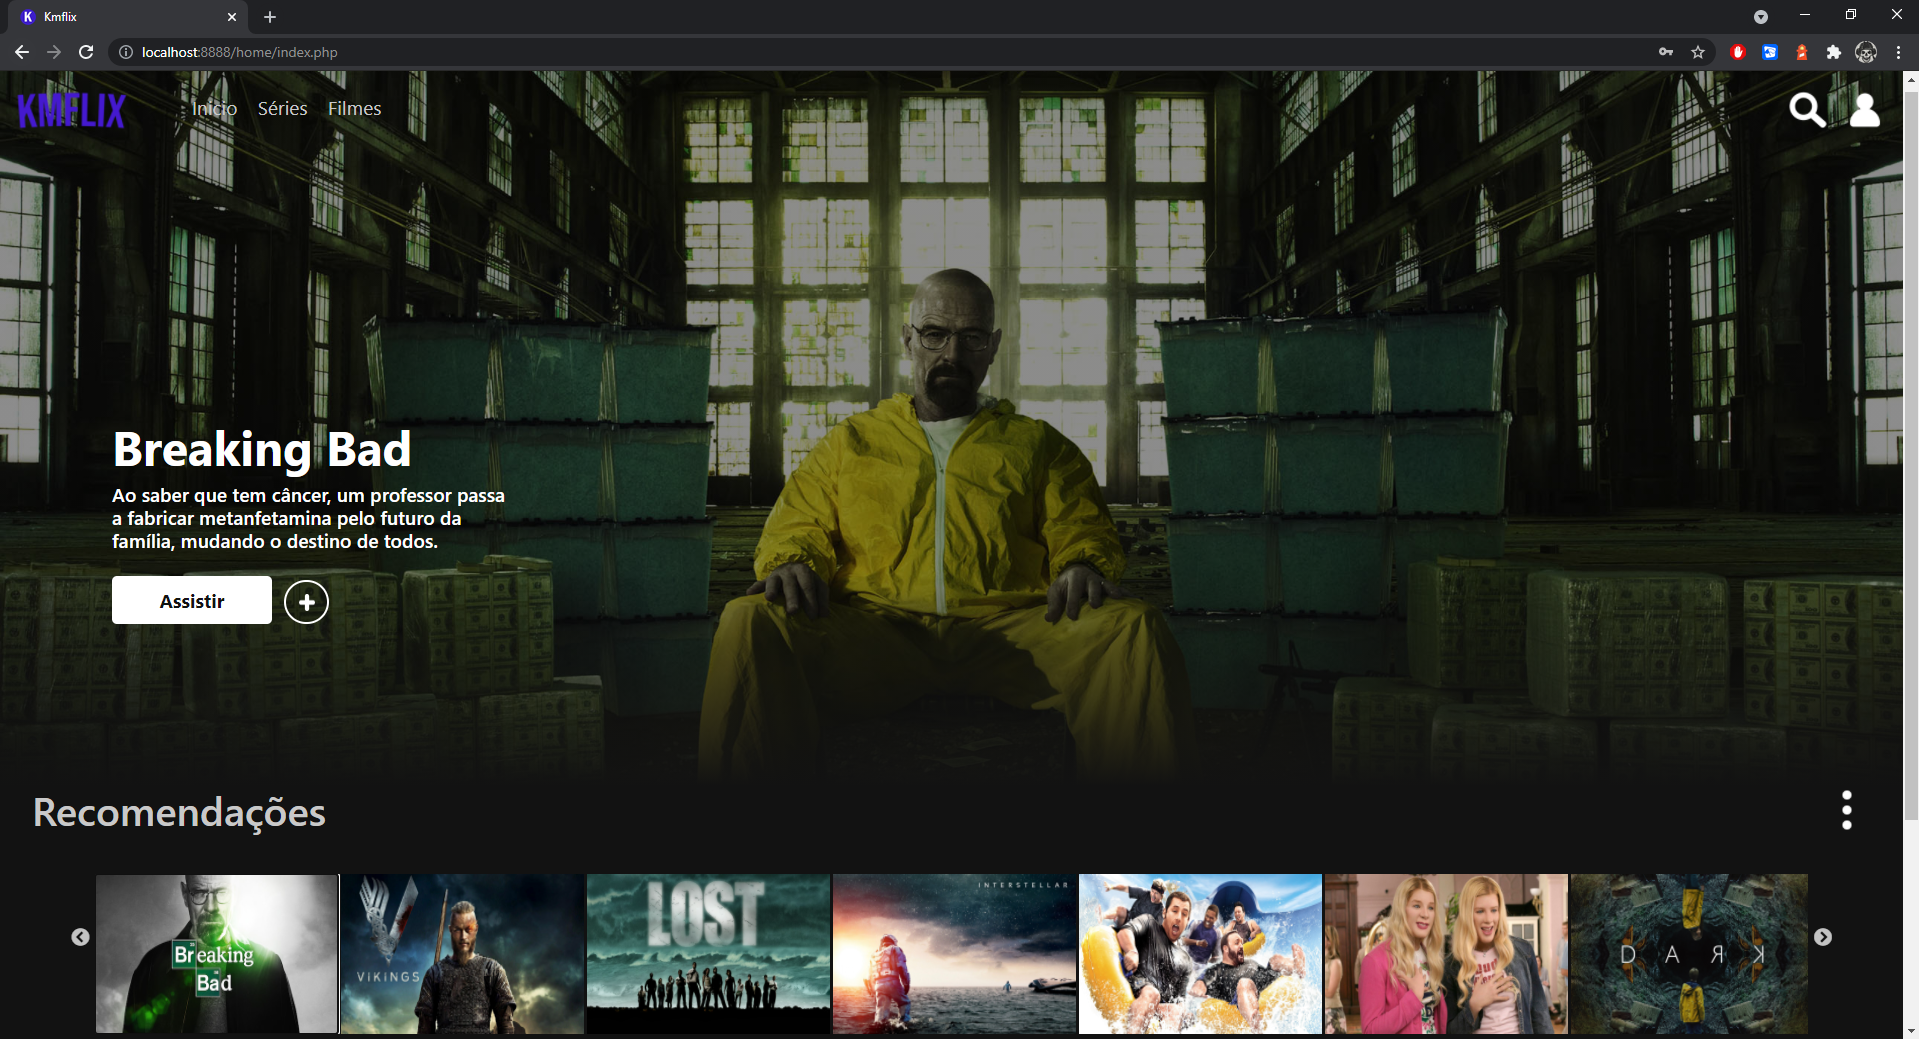 Kmflix
localhost:8888/home/index.php
KMFLIX
Início Séries Filmes
Breaking Bad
Ao saber que tem câncer, um professor passa
a fabricar metanfetamina pelo futuro da
família, mudando o destino de todos.
Assistir
Recomendações
Breaking
Bad
VIKINGS
LOST
INTERSTELLAR
DARK